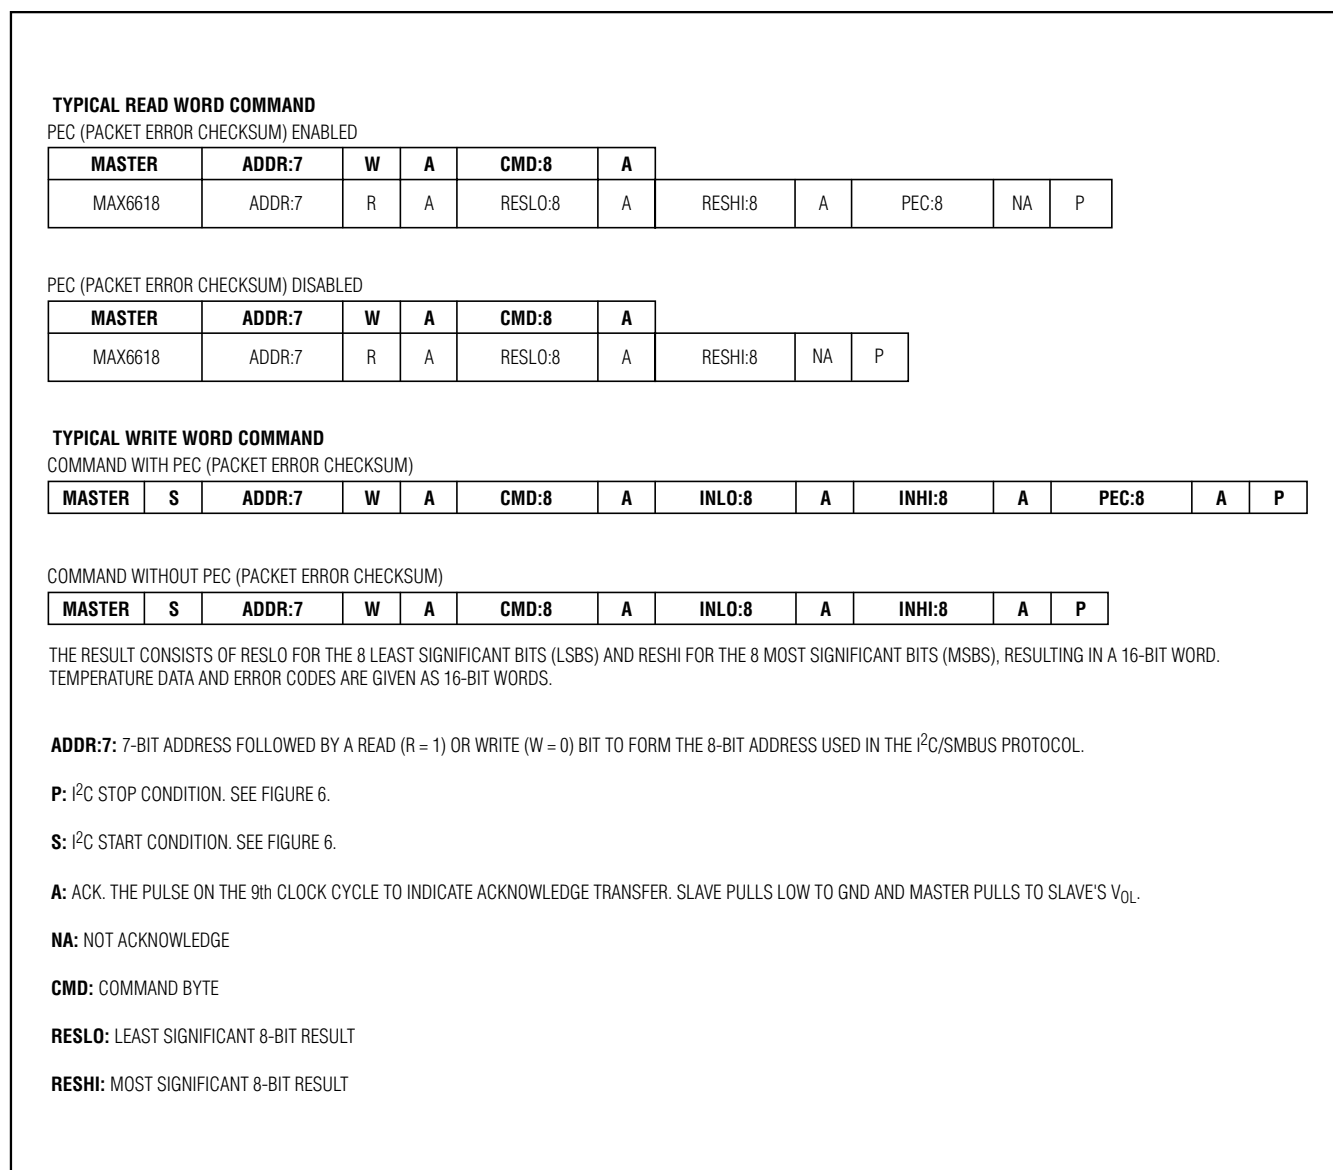 TYPICAL READ WORD COMMAND
PEC (PACKET ERROR CHECKSUM) ENABLED
MASTER ADDR:7 W A CMD:8 A
MAX6618 ADDR:7 R A RESLO:8 A RESHI:8 A PEC:8 NA P
PEC (PACKET ERROR CHECKSUM) DISABLED
MASTER ADDR:7 W A CMD:8 A
MAX6618 ADDR:7 R A RESLO:8 A RESHI:8 NA P
TYPICAL WRITE WORD COMMAND
COMMAND WITH PEC (PACKET ERROR CHECKSUM)
MASTER S ADDR:7 W A CMD:8 A INLO:8 A INHI:8 A PEC:8 A P
COMMAND WITHOUT PEC (PACKET ERROR CHECKSUM)
MASTER S ADDR:7 W A CMD:8 A INLO:8 A INHI:8 A P
THE RESULT CONSISTS OF RESLO FOR THE 8 LEAST SIGNIFICANT BITS (LSBS) AND RESHI FOR THE 8 MOST SIGNIFICANT BITS (MSBS), RESULTING IN A 16-BIT WORD.
TEMPERATURE DATA AND ERROR CODES ARE GIVEN AS 16-BIT WORDS.
ADDR:7: 7-BIT ADDRESS FOLLOWED BY A READ (R = 1) OR WRITE (W = 0) BIT TO FORM THE 8-BIT ADDRESS USED IN THE I²C/SMBUS PROTOCOL.
P: I²C STOP CONDITION. SEE FIGURE 6.
S: I²C START CONDITION. SEE FIGURE 6.
A: ACK. THE PULSE ON THE 9th CLOCK CYCLE TO INDICATE ACKNOWLEDGE TRANSFER. SLAVE PULLS LOW TO GND AND MASTER PULLS TO SLAVE'S VOL.
NA: NOT ACKNOWLEDGE
CMD: COMMAND BYTE
RESLO: LEAST SIGNIFICANT 8-BIT RESULT
RESHI: MOST SIGNIFICANT 8-BIT RESULT